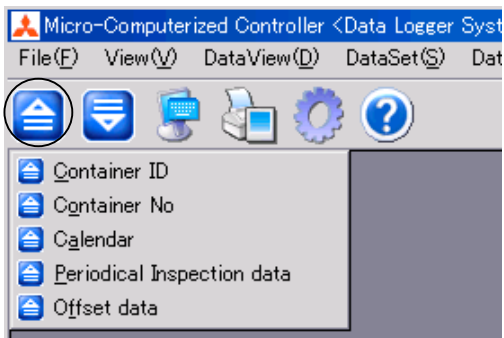 Micro-Computerized Controller <Data Logger Syst
File(F) View(V) DataView(D) DataSet(S) Dat
?
Container ID
Container No
Calendar
Periodical Inspection data
Offset data